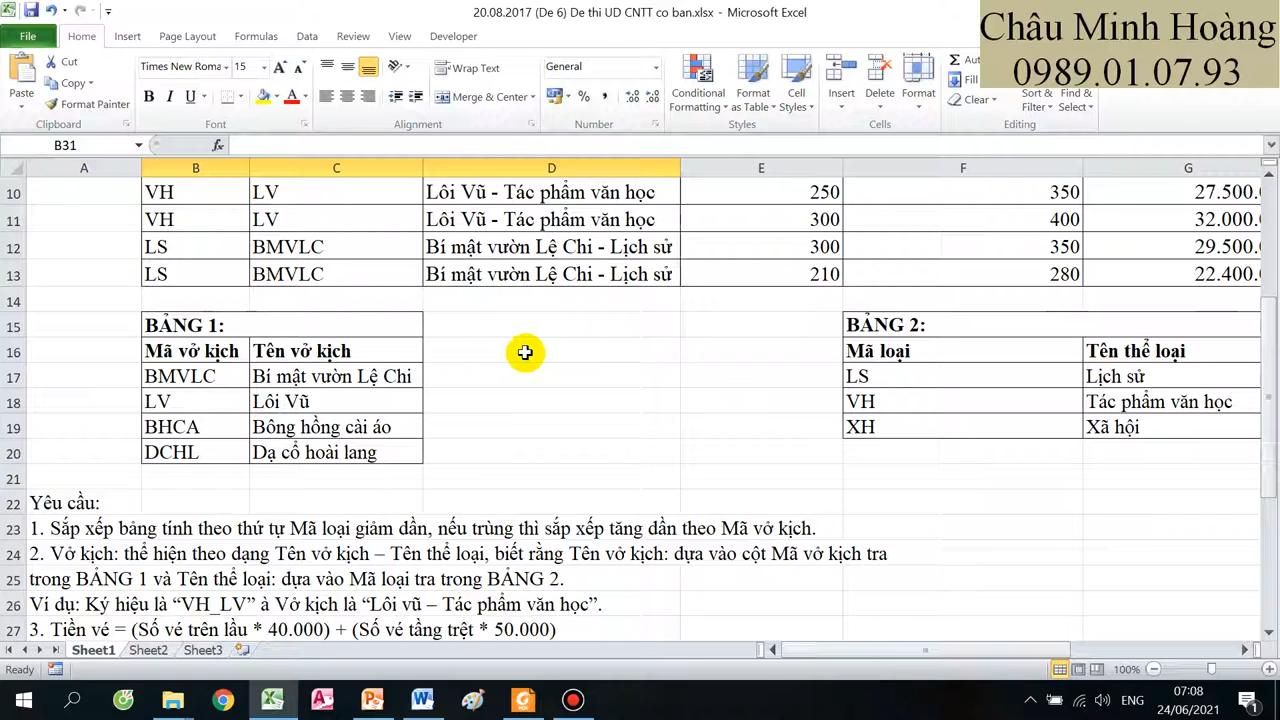 20.08.2017 (De 6) De thi UD CNTT co ban.xlsx - Microsoft Excel
Châu Minh Hoàng
0989.01.07.93
File Home Insert Page Layout Formulas Data Review View Developer
Paste Cut Copy Format Painter Clipboard
Times New Roma 15 B I U A Font
Wrap Text Merge & Center Alignment
General $ % , Number
Conditional Formatting Format as Table Cell Styles Styles
Insert Delete Format Cells
Σ Clear Sort & Filter Find & Select Editing
B31 fx
A B C D E F G
10 VH LV Lôi Vũ - Tác phẩm văn học 250 350 27.500.
11 VH LV Lôi Vũ - Tác phẩm văn học 300 400 32.000.
12 LS BMVLC Bí mật vườn Lệ Chi - Lịch sử 300 350 29.500.
13 LS BMVLC Bí mật vườn Lệ Chi - Lịch sử 210 280 22.400.
14
15 BẢNG 1: BẢNG 2:
16 Mã vở kịch Tên vở kịch Mã loại Tên thể loại
17 BMVLC Bí mật vườn Lệ Chi LS Lịch sử
18 LV Lôi Vũ VH Tác phẩm văn học
19 BHCA Bông hồng cài áo XH Xã hội
20 DCHL Dạ cổ hoài lang
21
22 Yêu cầu:
23 1. Sắp xếp bảng tính theo thứ tự Mã loại giảm dần, nếu trùng thì sắp xếp tăng dần theo Mã vở kịch.
24 2. Vở kịch: thể hiện theo dạng Tên vở kịch – Tên thể loại, biết rằng Tên vở kịch: dựa vào cột Mã vở kịch tra
25 trong BẢNG 1 và Tên thể loại: dựa vào Mã loại tra trong BẢNG 2.
26 Ví dụ: Ký hiệu là “VH_LV” à Vở kịch là “Lôi vũ – Tác phẩm văn học”.
27 3. Tiền vé = (Số vé trên lầu * 40.000) + (Số vé tầng trệt * 50.000)
Sheet1 Sheet2 Sheet3
Ready 100%
ENG 07:08
24/06/2021